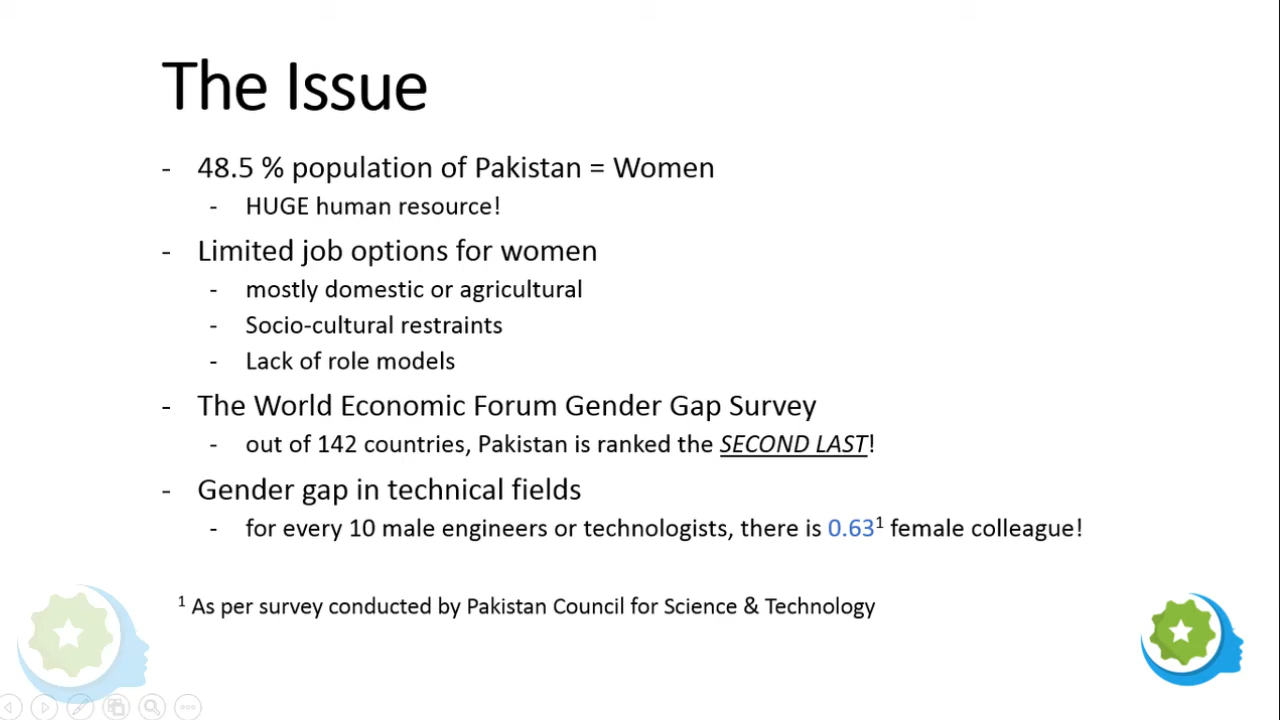 The Issue
- 48.5 % population of Pakistan = Women
- HUGE human resource!
- Limited job options for women
- mostly domestic or agricultural
- Socio-cultural restraints
- Lack of role models
- The World Economic Forum Gender Gap Survey
- out of 142 countries, Pakistan is ranked the SECOND LAST!
- Gender gap in technical fields
- for every 10 male engineers or technologists, there is 0.63¹ female colleague!
¹ As per survey conducted by Pakistan Council for Science & Technology